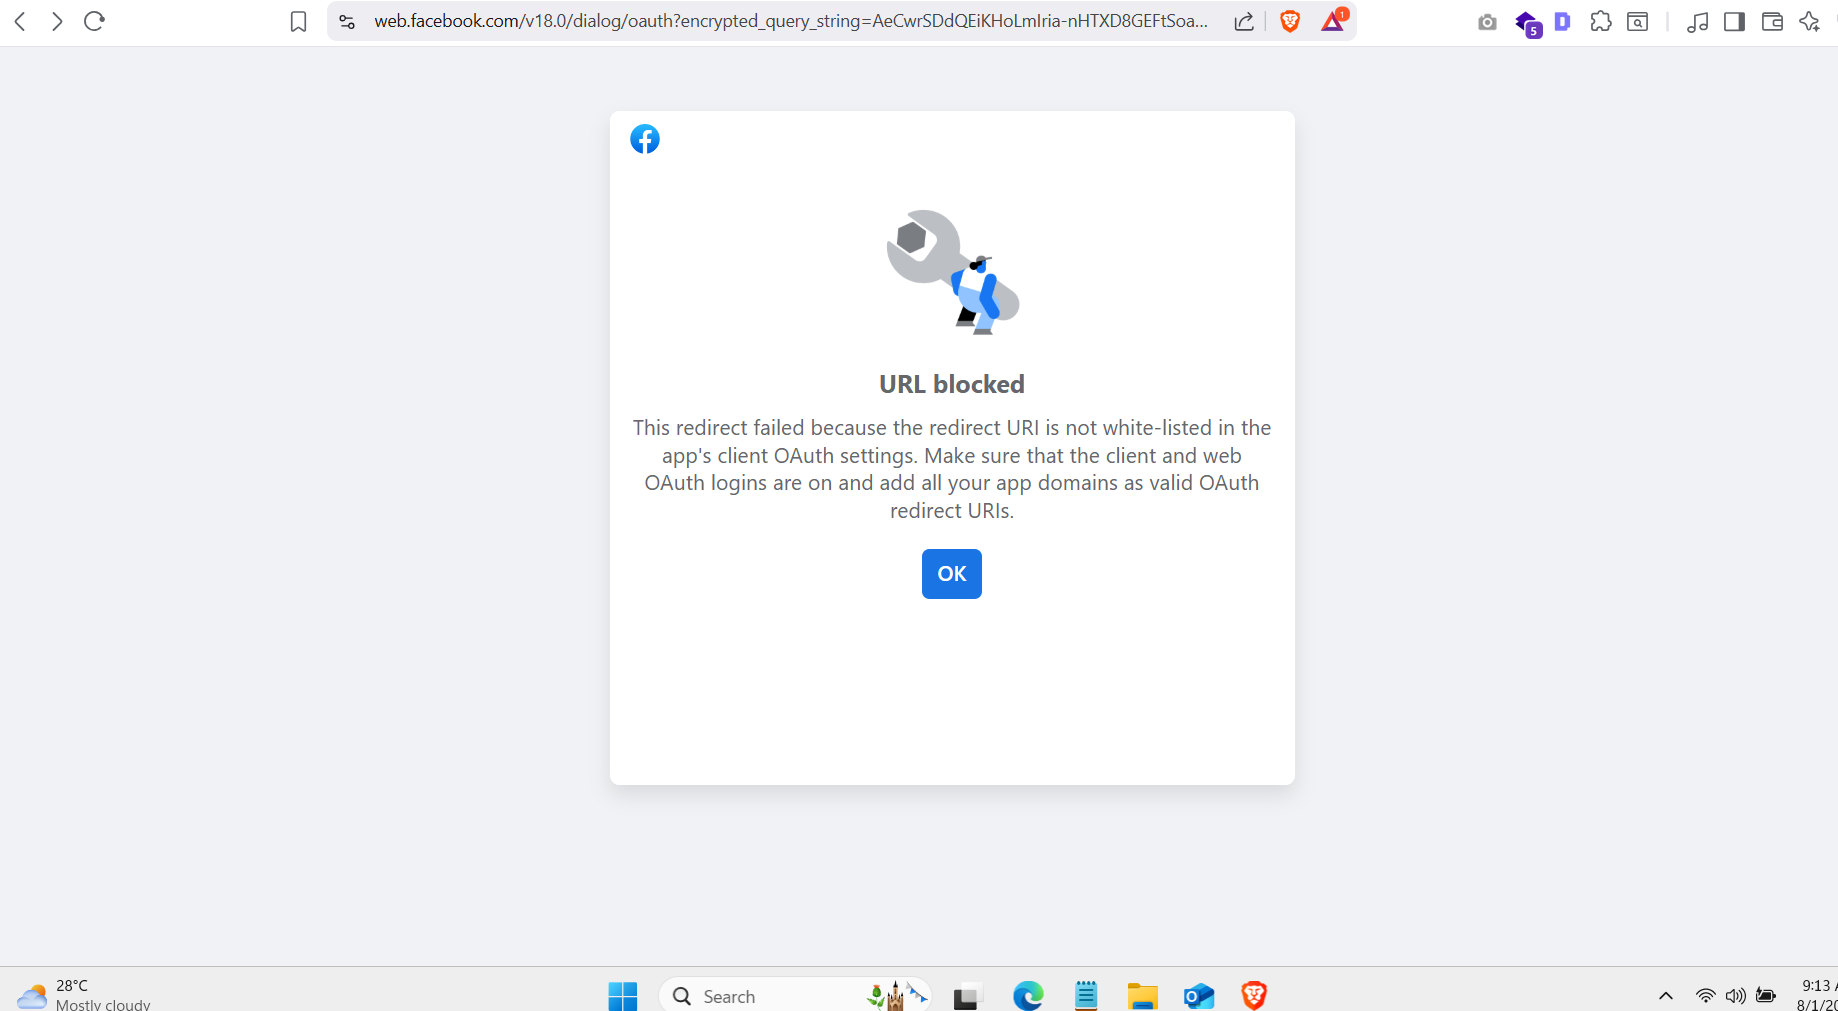 web.facebook.com/v18.0/dialog/oauth?encrypted_query_string=AeCwrSDdQEiKHoLmIria-nHTXD8GEFtSoa...
1
5
D
URL blocked
This redirect failed because the redirect URI is not white-listed in the
app's client OAuth settings. Make sure that the client and web
OAuth logins are on and add all your app domains as valid OAuth
redirect URIs.
OK
28°C
Mostly cloudy
Search
9:13
8/1/20